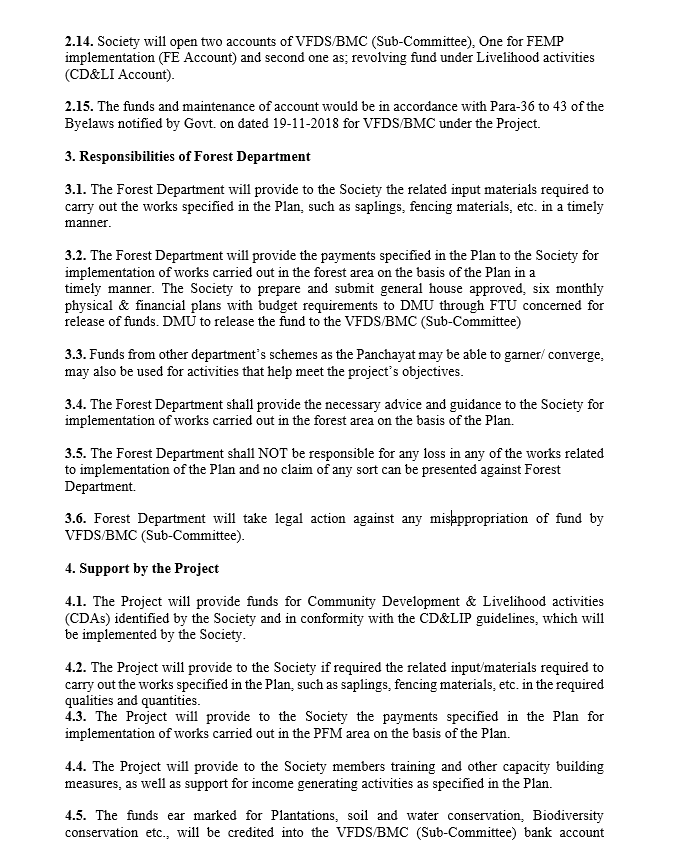 2.14. Society will open two accounts of VFDS/BMC (Sub-Committee), One for FEMP
implementation (FE Account) and second one as; revolving fund under Livelihood activities
(CD&LI Account).
2.15. The funds and maintenance of account would be in accordance with Para-36 to 43 of the
Byelaws notified by Govt. on dated 19-11-2018 for VFDS/BMC under the Project.
3. Responsibilities of Forest Department
3.1. The Forest Department will provide to the Society the related input materials required to
carry out the works specified in the Plan, such as saplings, fencing materials, etc. in a timely
manner.
3.2. The Forest Department will provide the payments specified in the Plan to the Society for
implementation of works carried out in the forest area on the basis of the Plan in a
timely manner. The Society to prepare and submit general house approved, six monthly
physical & financial plans with budget requirements to DMU through FTU concerned for
release of funds. DMU to release the fund to the VFDS/BMC (Sub-Committee)
3.3. Funds from other department's schemes as the Panchayat may be able to garner/ converge,
may also be used for activities that help meet the project's objectives.
3.4. The Forest Department shall provide the necessary advice and guidance to the Society for
implementation of works carried out in the forest area on the basis of the Plan.
3.5. The Forest Department shall NOT be responsible for any loss in any of the works related
to implementation of the Plan and no claim of any sort can be presented against Forest
Department.
3.6. Forest Department will take legal action against any misappropriation of fund by
VFDS/BMC (Sub-Committee).
4. Support by the Project
4.1. The Project will provide funds for Community Development & Livelihood activities
(CDAs) identified by the Society and in conformity with the CD&LIP guidelines, which will
be implemented by the Society.
4.2. The Project will provide to the Society if required the related input/materials required to
carry out the works specified in the Plan, such as saplings, fencing materials, etc. in the required
qualities and quantities.
4.3. The Project will provide to the Society the payments specified in the Plan for
implementation of works carried out in the PFM area on the basis of the Plan.
4.4. The Project will provide to the Society members training and other capacity building
measures, as well as support for income generating activities as specified in the Plan.
4.5. The funds ear marked for Plantations, soil and water conservation, Biodiversity
conservation etc., will be credited into the VFDS/BMC (Sub-Committee) bank account